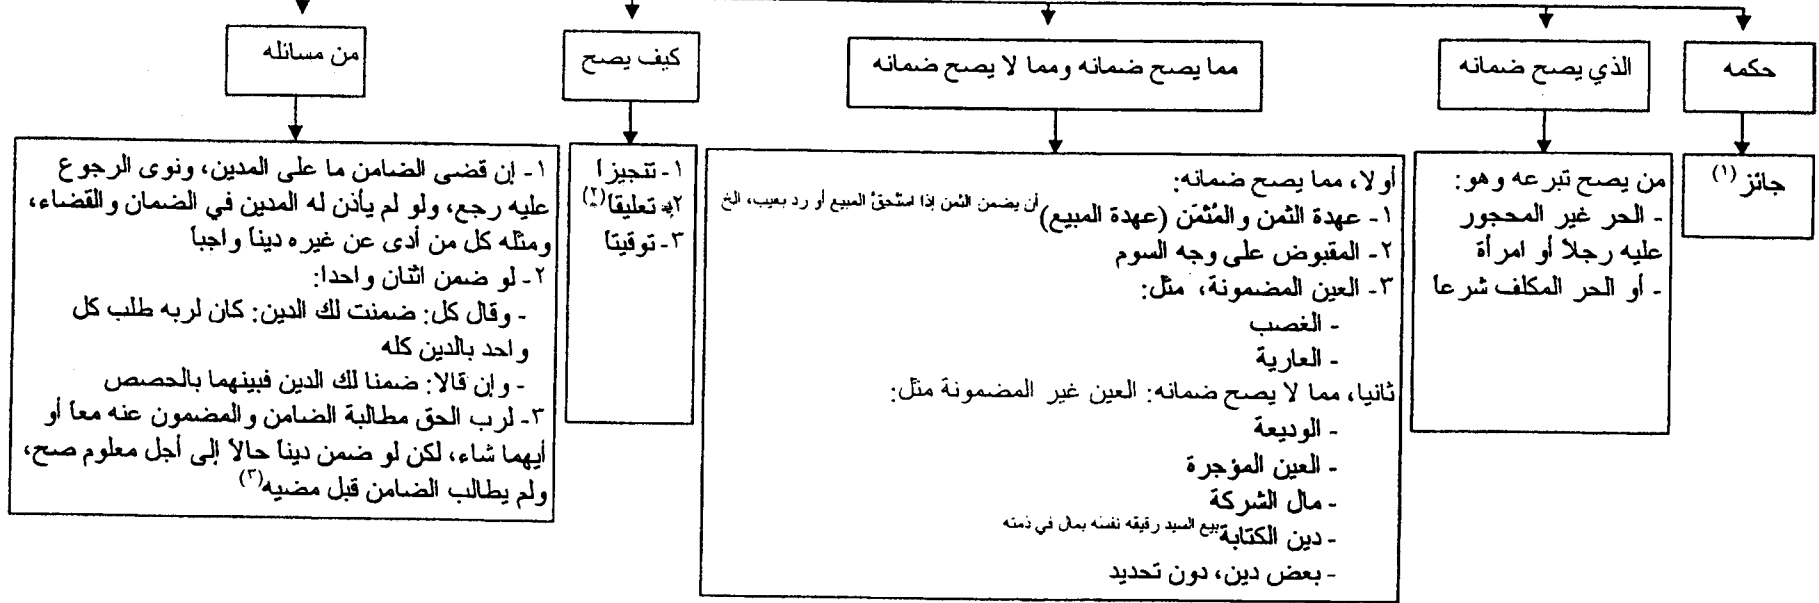 حكمه
جائز (١)
الذي يصح ضمانه
من يصح تبرعه وهو:
- الحر غير المحجور
عليه رجلاً أو امرأة
- أو الحر المكلف شرعا
مما يصح ضمانه ومما لا يصح ضمانه
أولا، مما يصح ضمانه:
١- عهدة الثمن والمُثمَن (عهدة المبيع) أن يضمن الثمن إذا استُحقَّ المبيع أو رد بعيب، الخ
٢- المقبوض على وجه السوم
٣- العين المضمونة، مثل:
- الغصب
- العارية
ثانيا، مما لا يصح ضمانه: العين غير المضمونة مثل:
- الوديعة
- العين المؤجرة
- مال الشركة
- دين الكتابة بيع السيد رقيقه نفسه بمال في ذمته
- بعض دين، دون تحديد
كيف يصح
١- تنجيزا
٢- تعليقا (٢)
٣- توقيتا
من مسائله
١- إن قضى الضامن ما على المدين، ونوى الرجوع
عليه رجع، ولو لم يأذن له المدين في الضمان والقضاء،
ومثله كل من أدى عن غيره ديناً واجباً
٢- لو ضمن اثنان واحدا:
- وقال كل: ضمنت لك الدين: كان لربه طلب كل
واحد بالدين كله
- وإن قالا: ضمنا لك الدين فبينهما بالحصص
٣- لرب الحق مطالبة الضامن والمضمون عنه معاً أو
أيهما شاء، لكن لو ضمن ديناً حالاً إلى أجل معلوم صح،
ولم يطالب الضامن قبل مضيه (٣)